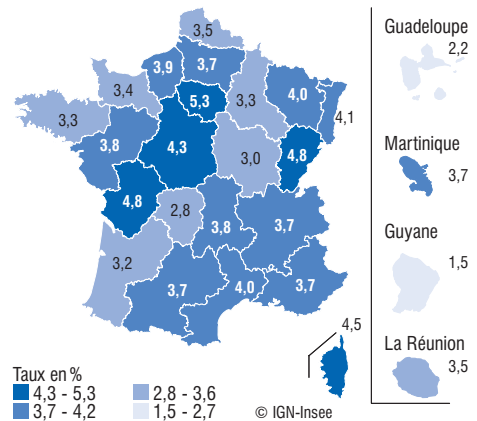 3,5
3,9
3,7
3,4
5,3
3,3
4,0
4,1
3,3
3,8
4,3
3,0
4,8
4,8
2,8
3,8
3,7
3,2
3,7
4,0
3,7
4,5
Guadeloupe
2,2
Martinique
3,7
Guyane
1,5
La Réunion
3,5
Taux en %
4,3 - 5,3
2,8 - 3,6
3,7 - 4,2
1,5 - 2,7
© IGN-Insee